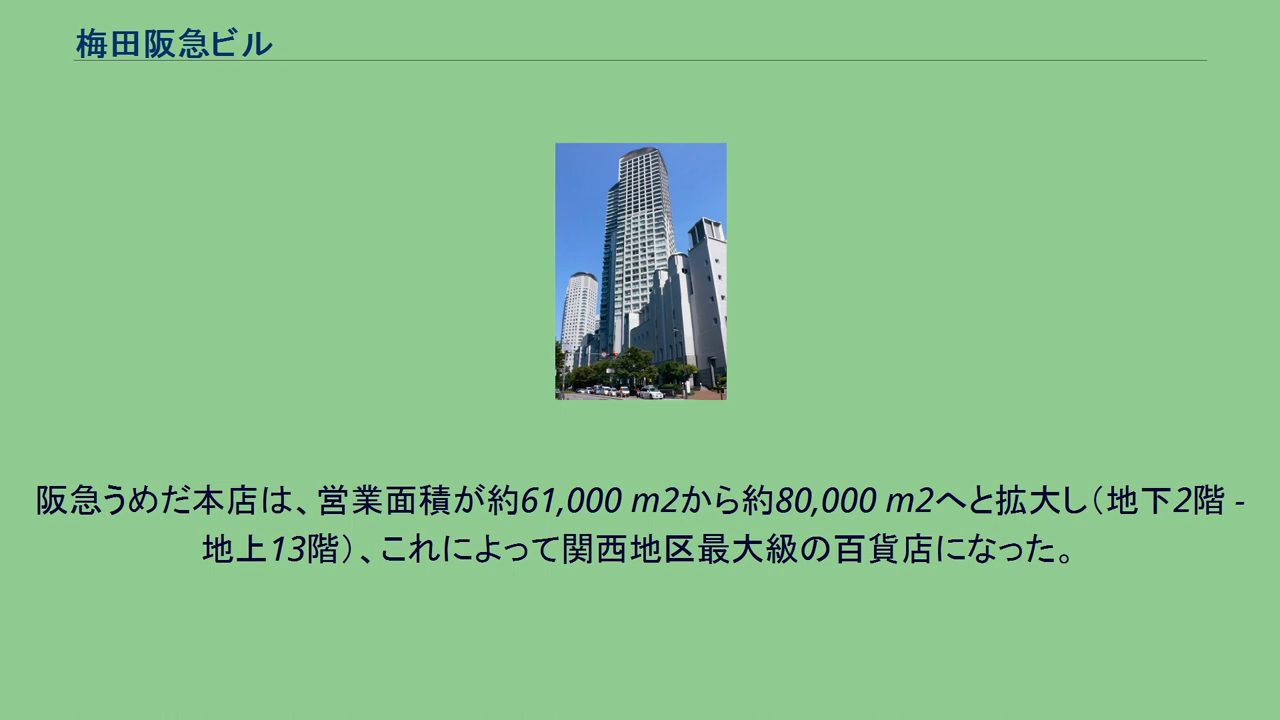 梅田阪急ビル
阪急うめだ本店は、営業面積が約61,000 m2から約80,000 m2へと拡大し（地下2階 -
地上13階）、これによって関西地区最大級の百貨店になった。